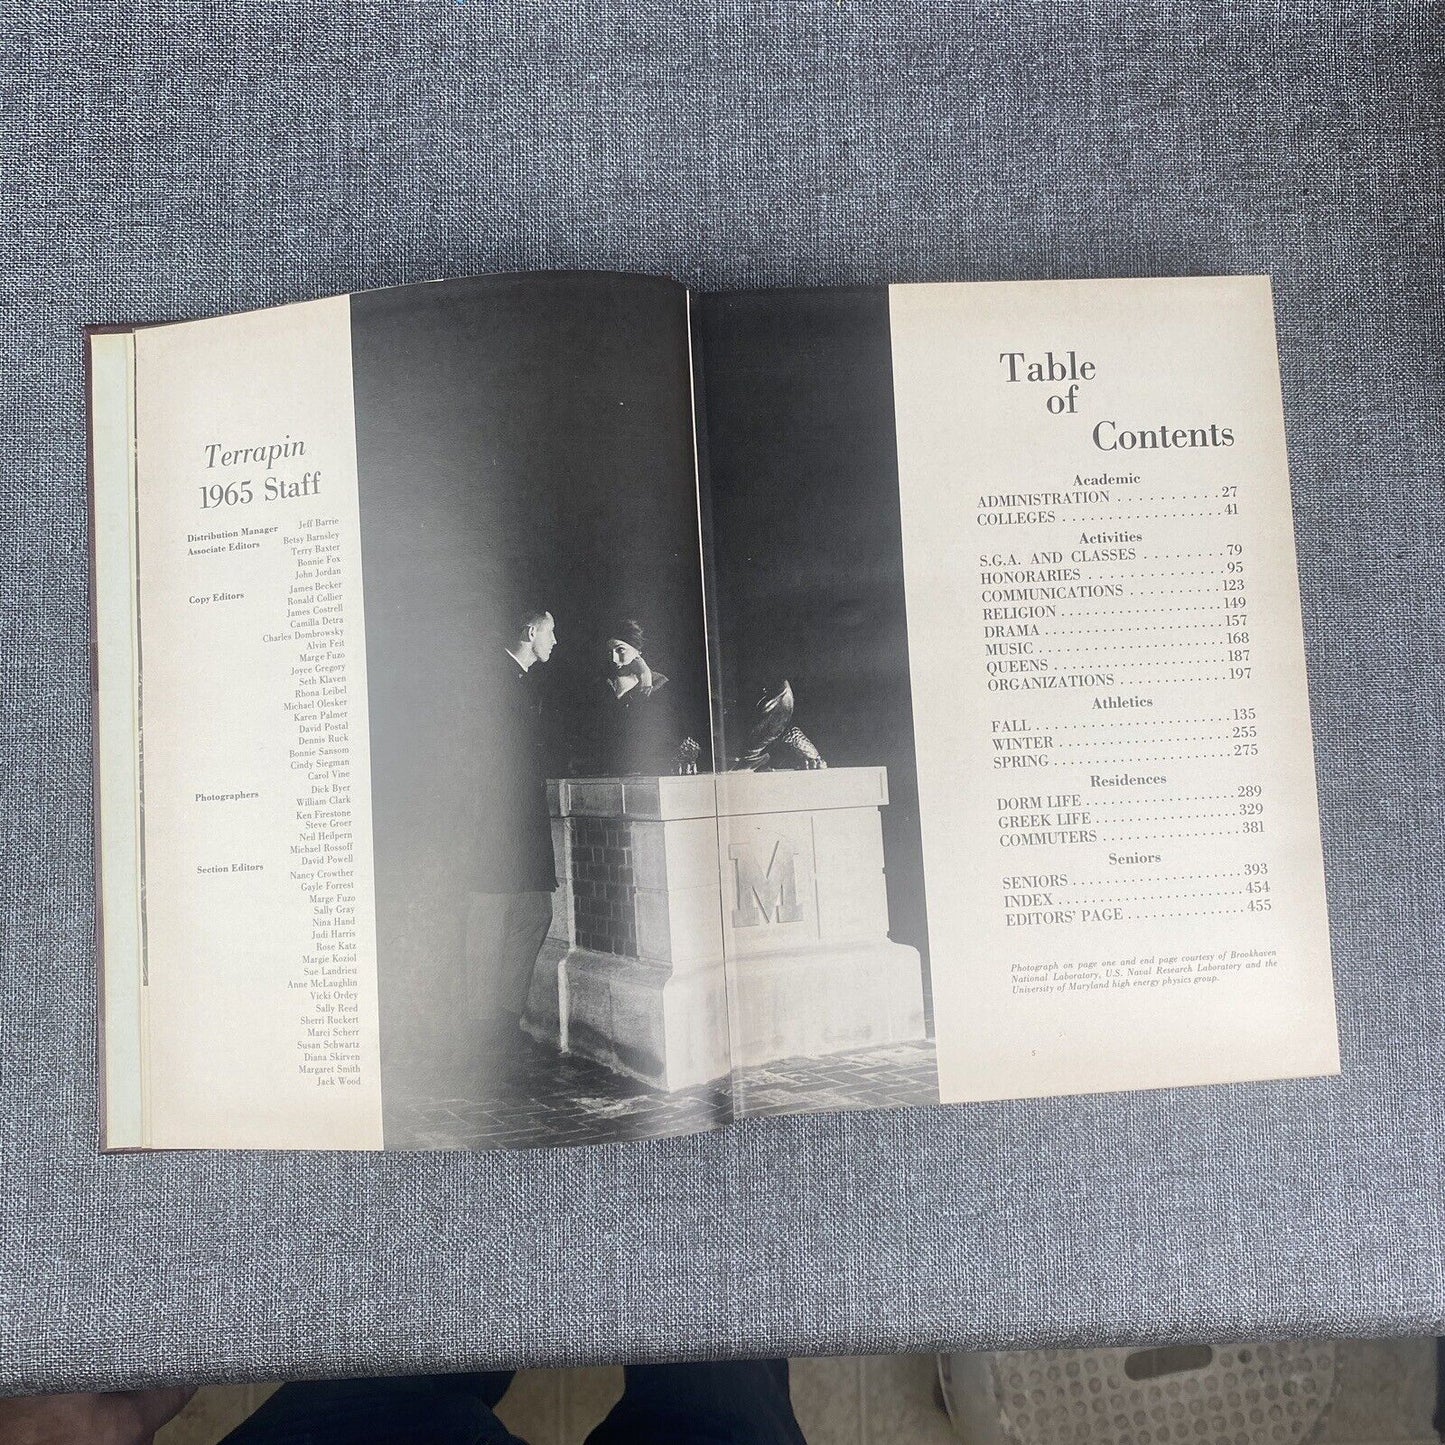 Terrapin
1965 Staff
Distribution Manager Jeff Barrie
Associate Editors Betsy Barnsley
Terry Baxter
Bonnie Fox
John Jordan
Copy Editors James Becker
Ronald Collier
James Costrell
Camilla Detra
Charles Dombrowsky
Alvin Feit
Marge Fuzo
Joyce Gregory
Seth Klaven
Rhona Leibel
Michael Olesker
Karen Palmer
David Postal
Dennis Ruck
Bonnie Sansom
Cindy Siegman
Carol Vine
Photographers Dick Byer
William Clark
Ken Firestone
Steve Groer
Neil Heilpern
Michael Rossoff
David Powell
Section Editors Nancy Crowther
Gayle Forrest
Marge Fuzo
Sally Gray
Nina Hand
Judi Harris
Rose Katz
Margie Koziol
Sue Landrieu
Anne McLaughlin
Vicki Ordey
Sally Reed
Sherri Ruckert
Marci Scherr
Susan Schwartz
Diana Skirven
Margaret Smith
Jack Wood
M
Table
of
Contents
Academic
ADMINISTRATION . . . . . . . . . . 27
COLLEGES . . . . . . . . . . . . . . . . . 41
Activities
S.G.A. AND CLASSES . . . . . . . . 79
HONORARIES . . . . . . . . . . . . . . 95
COMMUNICATIONS . . . . . . . . . . 123
RELIGION . . . . . . . . . . . . . . . . . 149
DRAMA . . . . . . . . . . . . . . . . . . 157
MUSIC . . . . . . . . . . . . . . . . . . . 168
QUEENS . . . . . . . . . . . . . . . . . . 187
ORGANIZATIONS . . . . . . . . . . . . . 197
Athletics
FALL . . . . . . . . . . . . . . . . . . . . 135
WINTER . . . . . . . . . . . . . . . . . . 255
SPRING . . . . . . . . . . . . . . . . . . 275
Residences
DORM LIFE . . . . . . . . . . . . . . . . 289
GREEK LIFE . . . . . . . . . . . . . . . 329
COMMUTERS . . . . . . . . . . . . . . . 381
Seniors
SENIORS . . . . . . . . . . . . . . . . . . 393
INDEX . . . . . . . . . . . . . . . . . . . 454
EDITORS' PAGE . . . . . . . . . . . . . 455
Photograph on page one and end page courtesy of Brookhaven
National Laboratory, U.S. Naval Research Laboratory and the
University of Maryland high energy physics group.
5